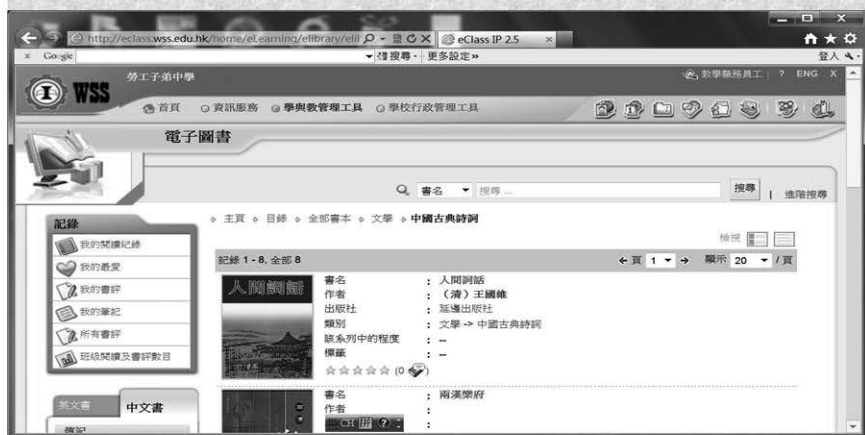 http://eclass.wss.edu.hk/home/eLearning/elibrary/elil
eClass IP 2.5
Google
搜尋
更多設定»
登入
勞工子弟中學
WSS
教學職務員工 | ? ENG X
首頁 資訊服務 學與教管理工具 學校行政管理工具
電子圖書
書名 搜尋 ... 搜尋 | 進階搜尋
記錄
我的閱讀紀錄
我的最愛
我的書評
我的筆記
所有書評
班級閱讀及書評數目
英文書 中文書
傳記
主頁 目錄 全部書本 文學 中國古典詩詞
檢視
記錄 1 - 8, 全部 8
頁 1 顯示 20 / 頁
人間詞話
書名 : 人間詞話
作者 : (清) 王國維
出版社 : 延邊出版社
類別 : 文學 -> 中國古典詩詞
該系列中的程度 : --
標籤 : --
(0 )
書名 : 兩漢樂府
作者 :
CH
: